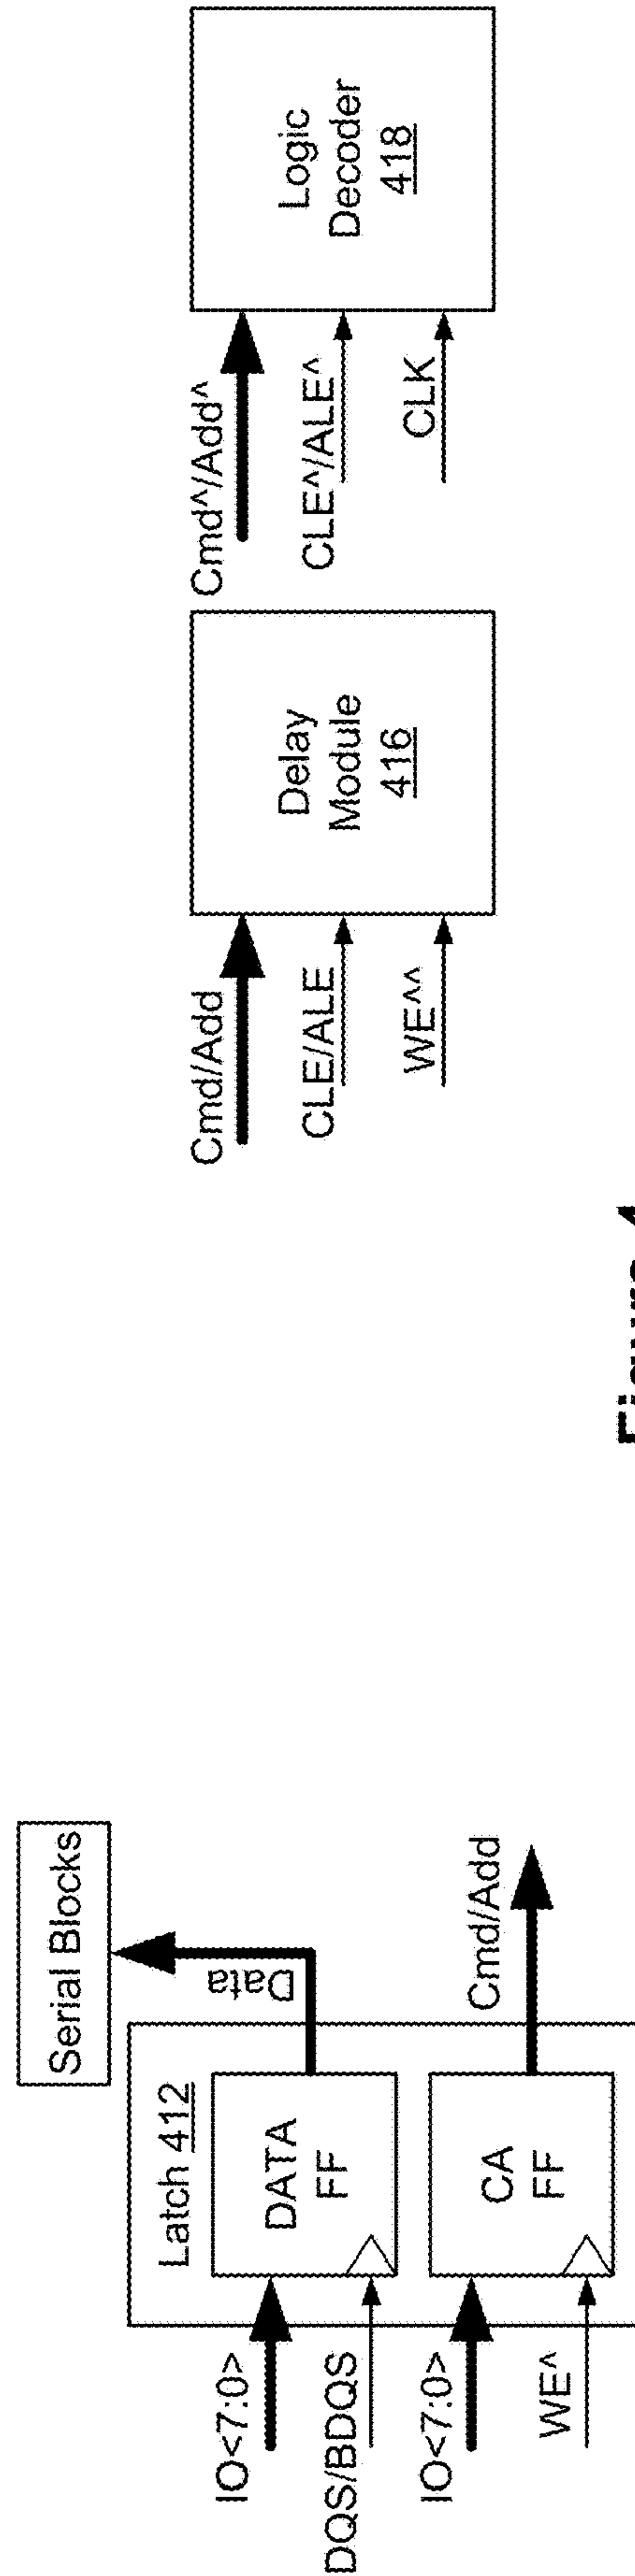 Serial Blocks
Latch 412
Data
IO<7:0>
DATA
FF
DQS/BDQS
IO<7:0>
CA
FF
WE^
Cmd/Add
Cmd/Add
CLE/ALE
WE^^
Delay
Module
416
Cmd^/Add^
CLE^/ALE^
CLK
Logic
Decoder
418